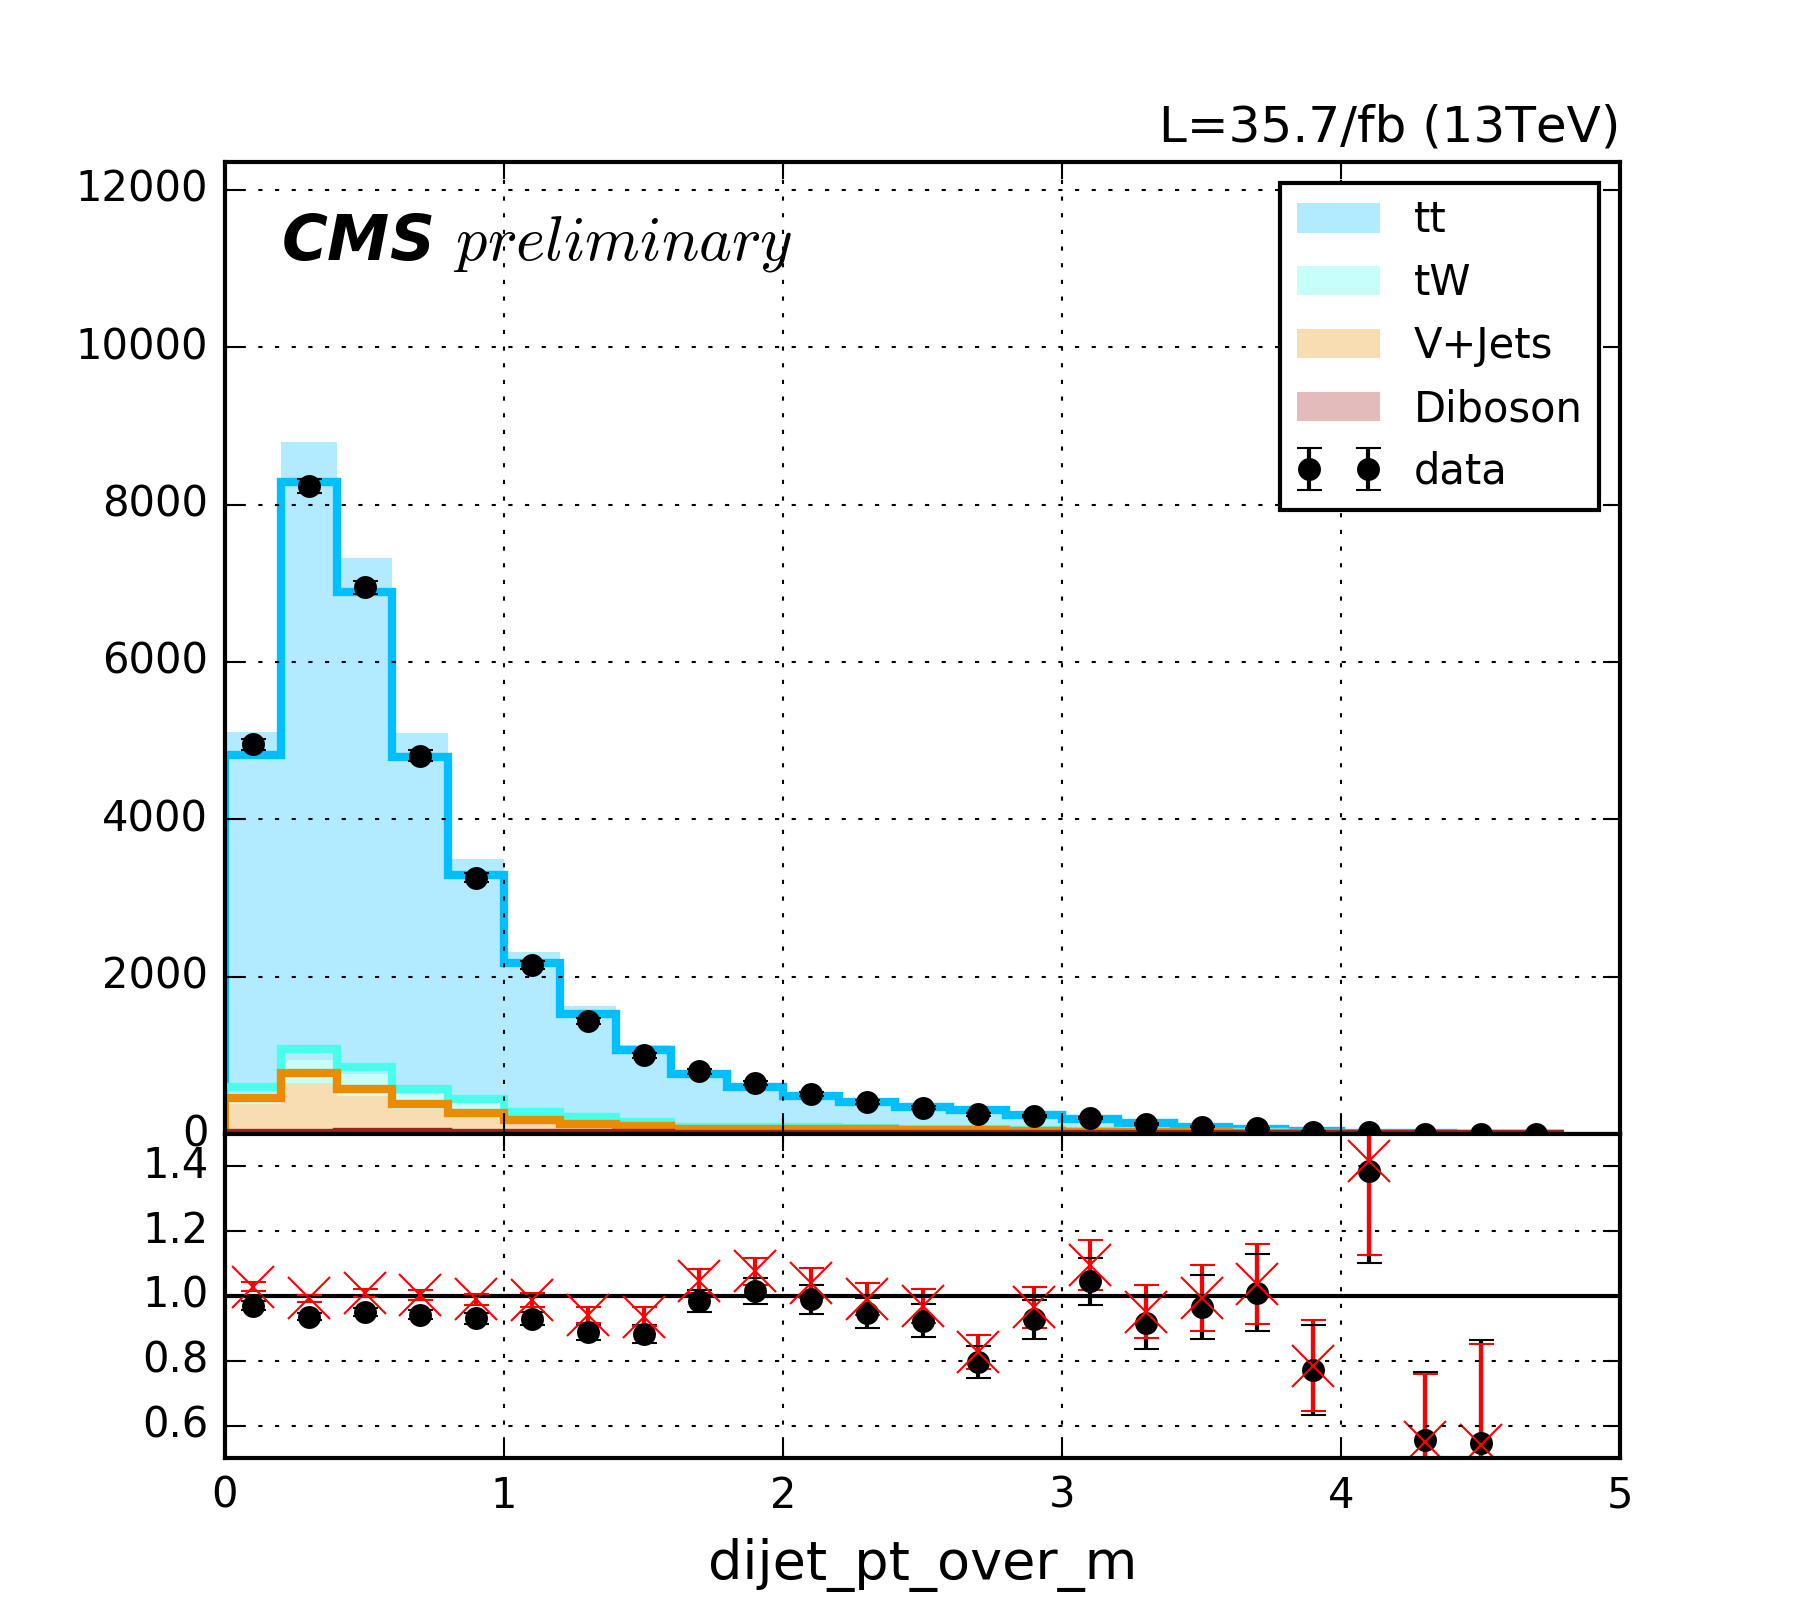 L=35.7/fb (13TeV)
CMS preliminary
12000
10000
8000
6000
4000
2000
0
tt
tW
V+Jets
Diboson
data
1.4
1.2
1.0
0.8
0.6
0 1 2 3 4 5
dijet_pt_over_m